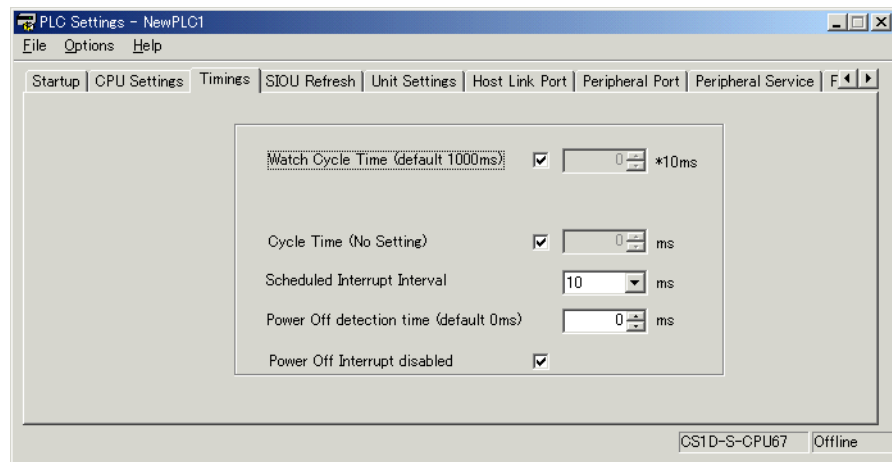 PLC Settings - NewPLC1
File Options Help
Startup CPU Settings Timings SIOU Refresh Unit Settings Host Link Port Peripheral Port Peripheral Service F
Watch Cycle Time (default 1000ms) 0 *10ms
Cycle Time (No Setting) 0 ms
Scheduled Interrupt Interval 10 ms
Power Off detection time (default 0ms) 0 ms
Power Off Interrupt disabled
CS1D-S-CPU67 Offline